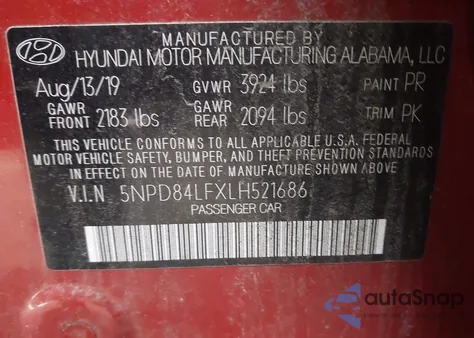 MANUFACTURED BY
HYUNDAI MOTOR MANUFACTURING ALABAMA, LLC
Aug/13/19 GVWR 3924 lbs PAINT PR
GAWR FRONT 2183 lbs GAWR REAR 2094 lbs TRIM PK
THIS VEHICLE CONFORMS TO ALL APPLICABLE U.S.A. FEDERAL
MOTOR VEHICLE SAFETY, BUMPER, AND THEFT PREVENTION STANDARDS
IN EFFECT ON THE DATE OF MANUFACTURE SHOWN ABOVE.
V.I.N 5NPD84LFXLH521686
PASSENGER CAR
autoSnap